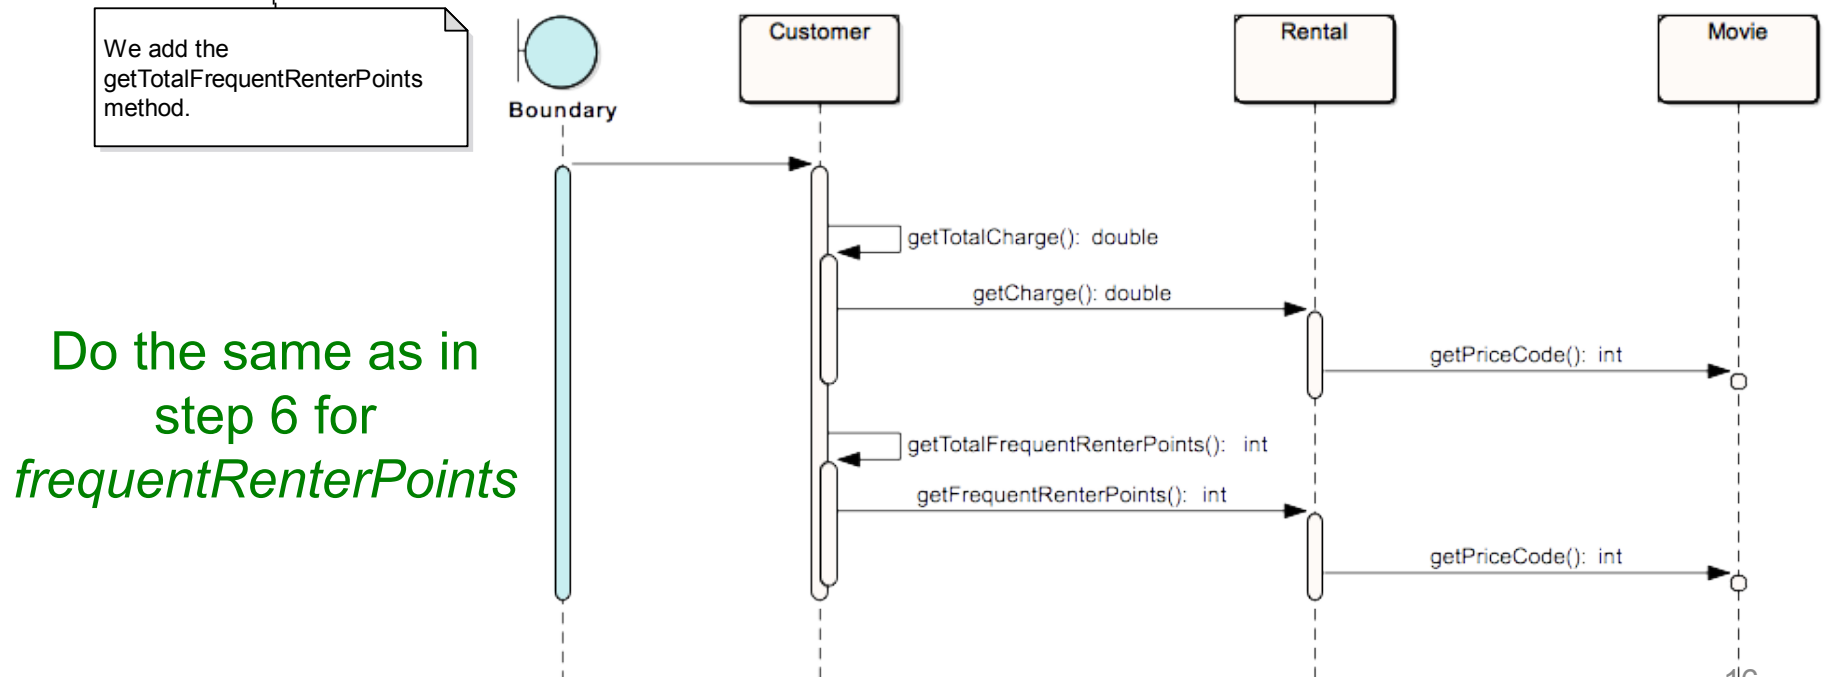 We add the
getTotalFrequentRenterPoints
method.
Boundary
Customer
Rental
Movie
getTotalCharge(): double
getCharge(): double
getPriceCode(): int
Do the same as in
step 6 for
frequentRenterPoints
getTotalFrequentRenterPoints(): int
getFrequentRenterPoints(): int
getPriceCode(): int